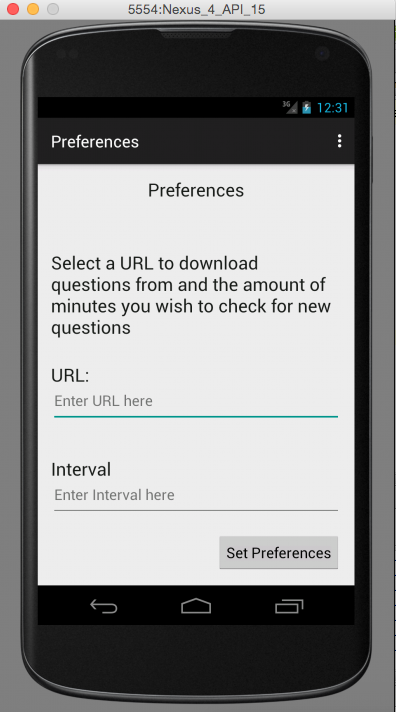 5554:Nexus_4_API_15
3G 12:31
Preferences
Preferences
Select a URL to download
questions from and the amount of
minutes you wish to check for new
questions
URL:
Enter URL here
Interval
Enter Interval here
Set Preferences